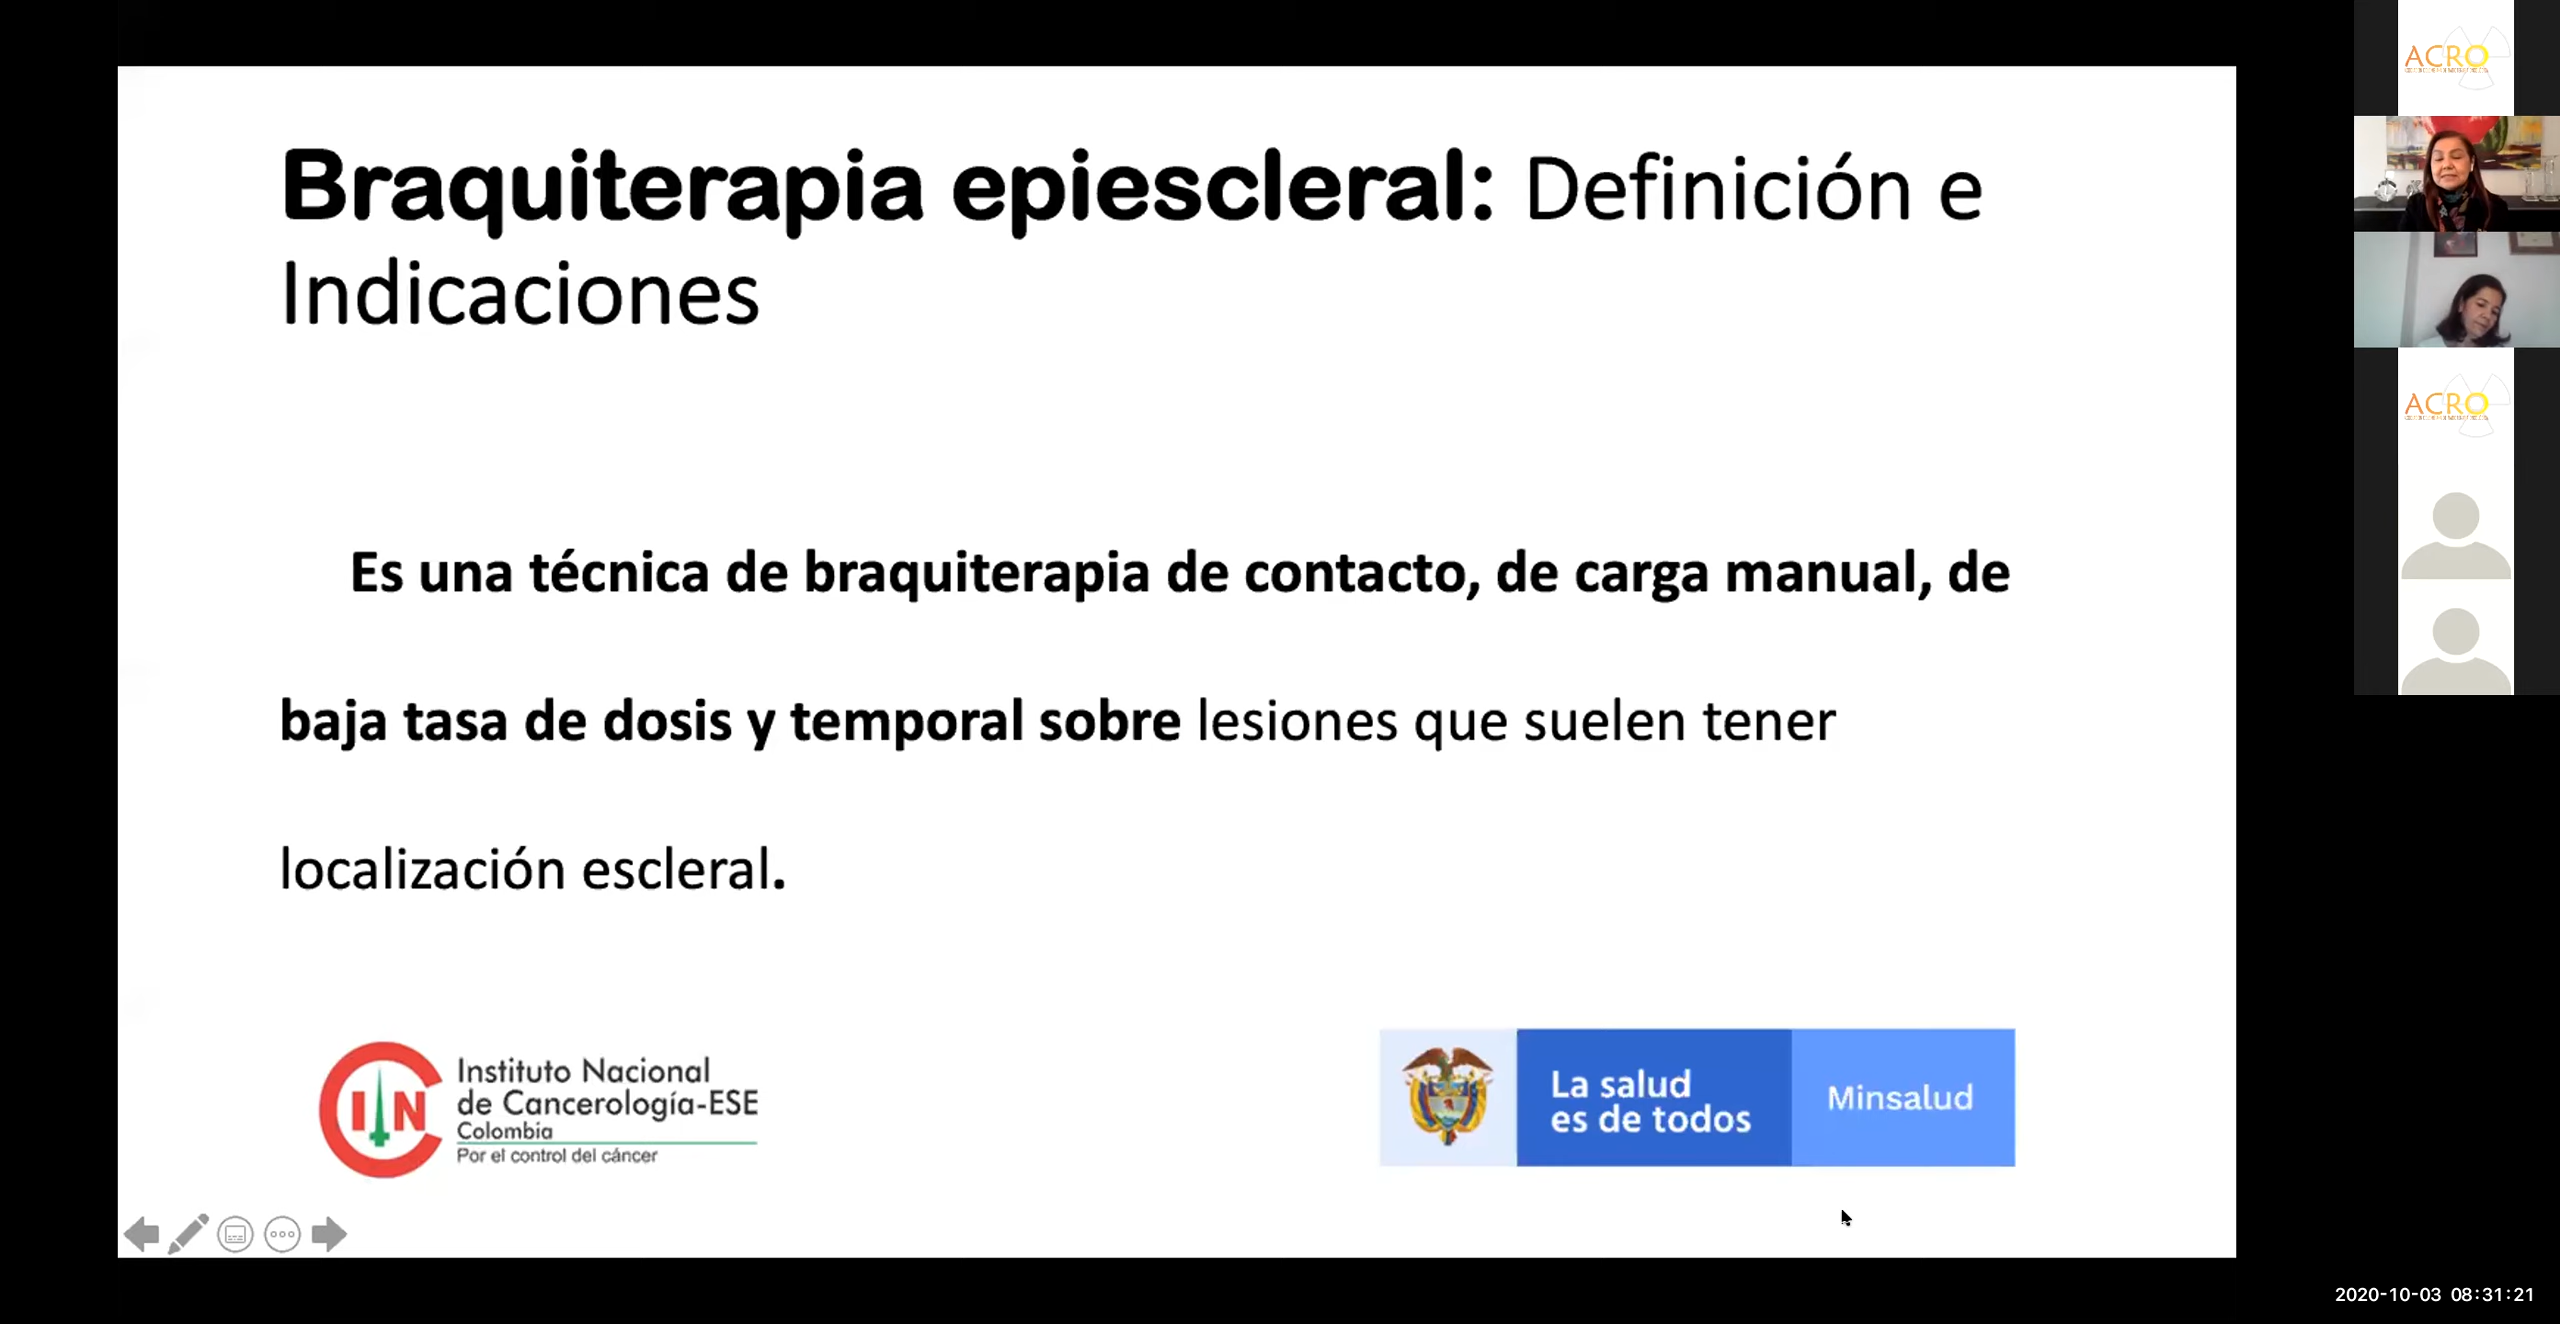 Braquiterapia epiescleral: Definición e
Indicaciones
Es una técnica de braquiterapia de contacto, de carga manual, de
baja tasa de dosis y temporal sobre lesiones que suelen tener
localización escleral.
IN
Instituto Nacional
de Cancerología-ESE
Colombia
Por el control del cáncer
La salud
es de todos
Minsalud
ACRO
ACRO
2020-10-03 08:31:21